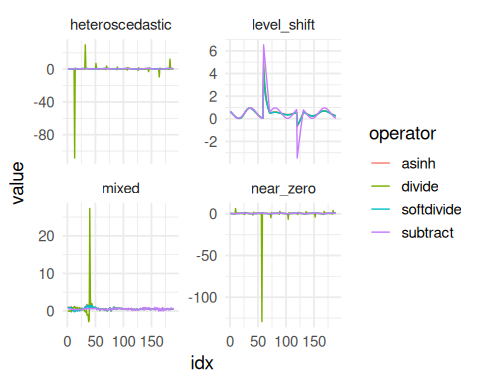 heteroscedastic
level_shift
0
-40
-80
6
4
2
0
-2
value
mixed
near_zero
20
10
0
0
-50
-100
0 50 100 150
0 50 100 150
idx
operator
asinh
divide
softdivide
subtract